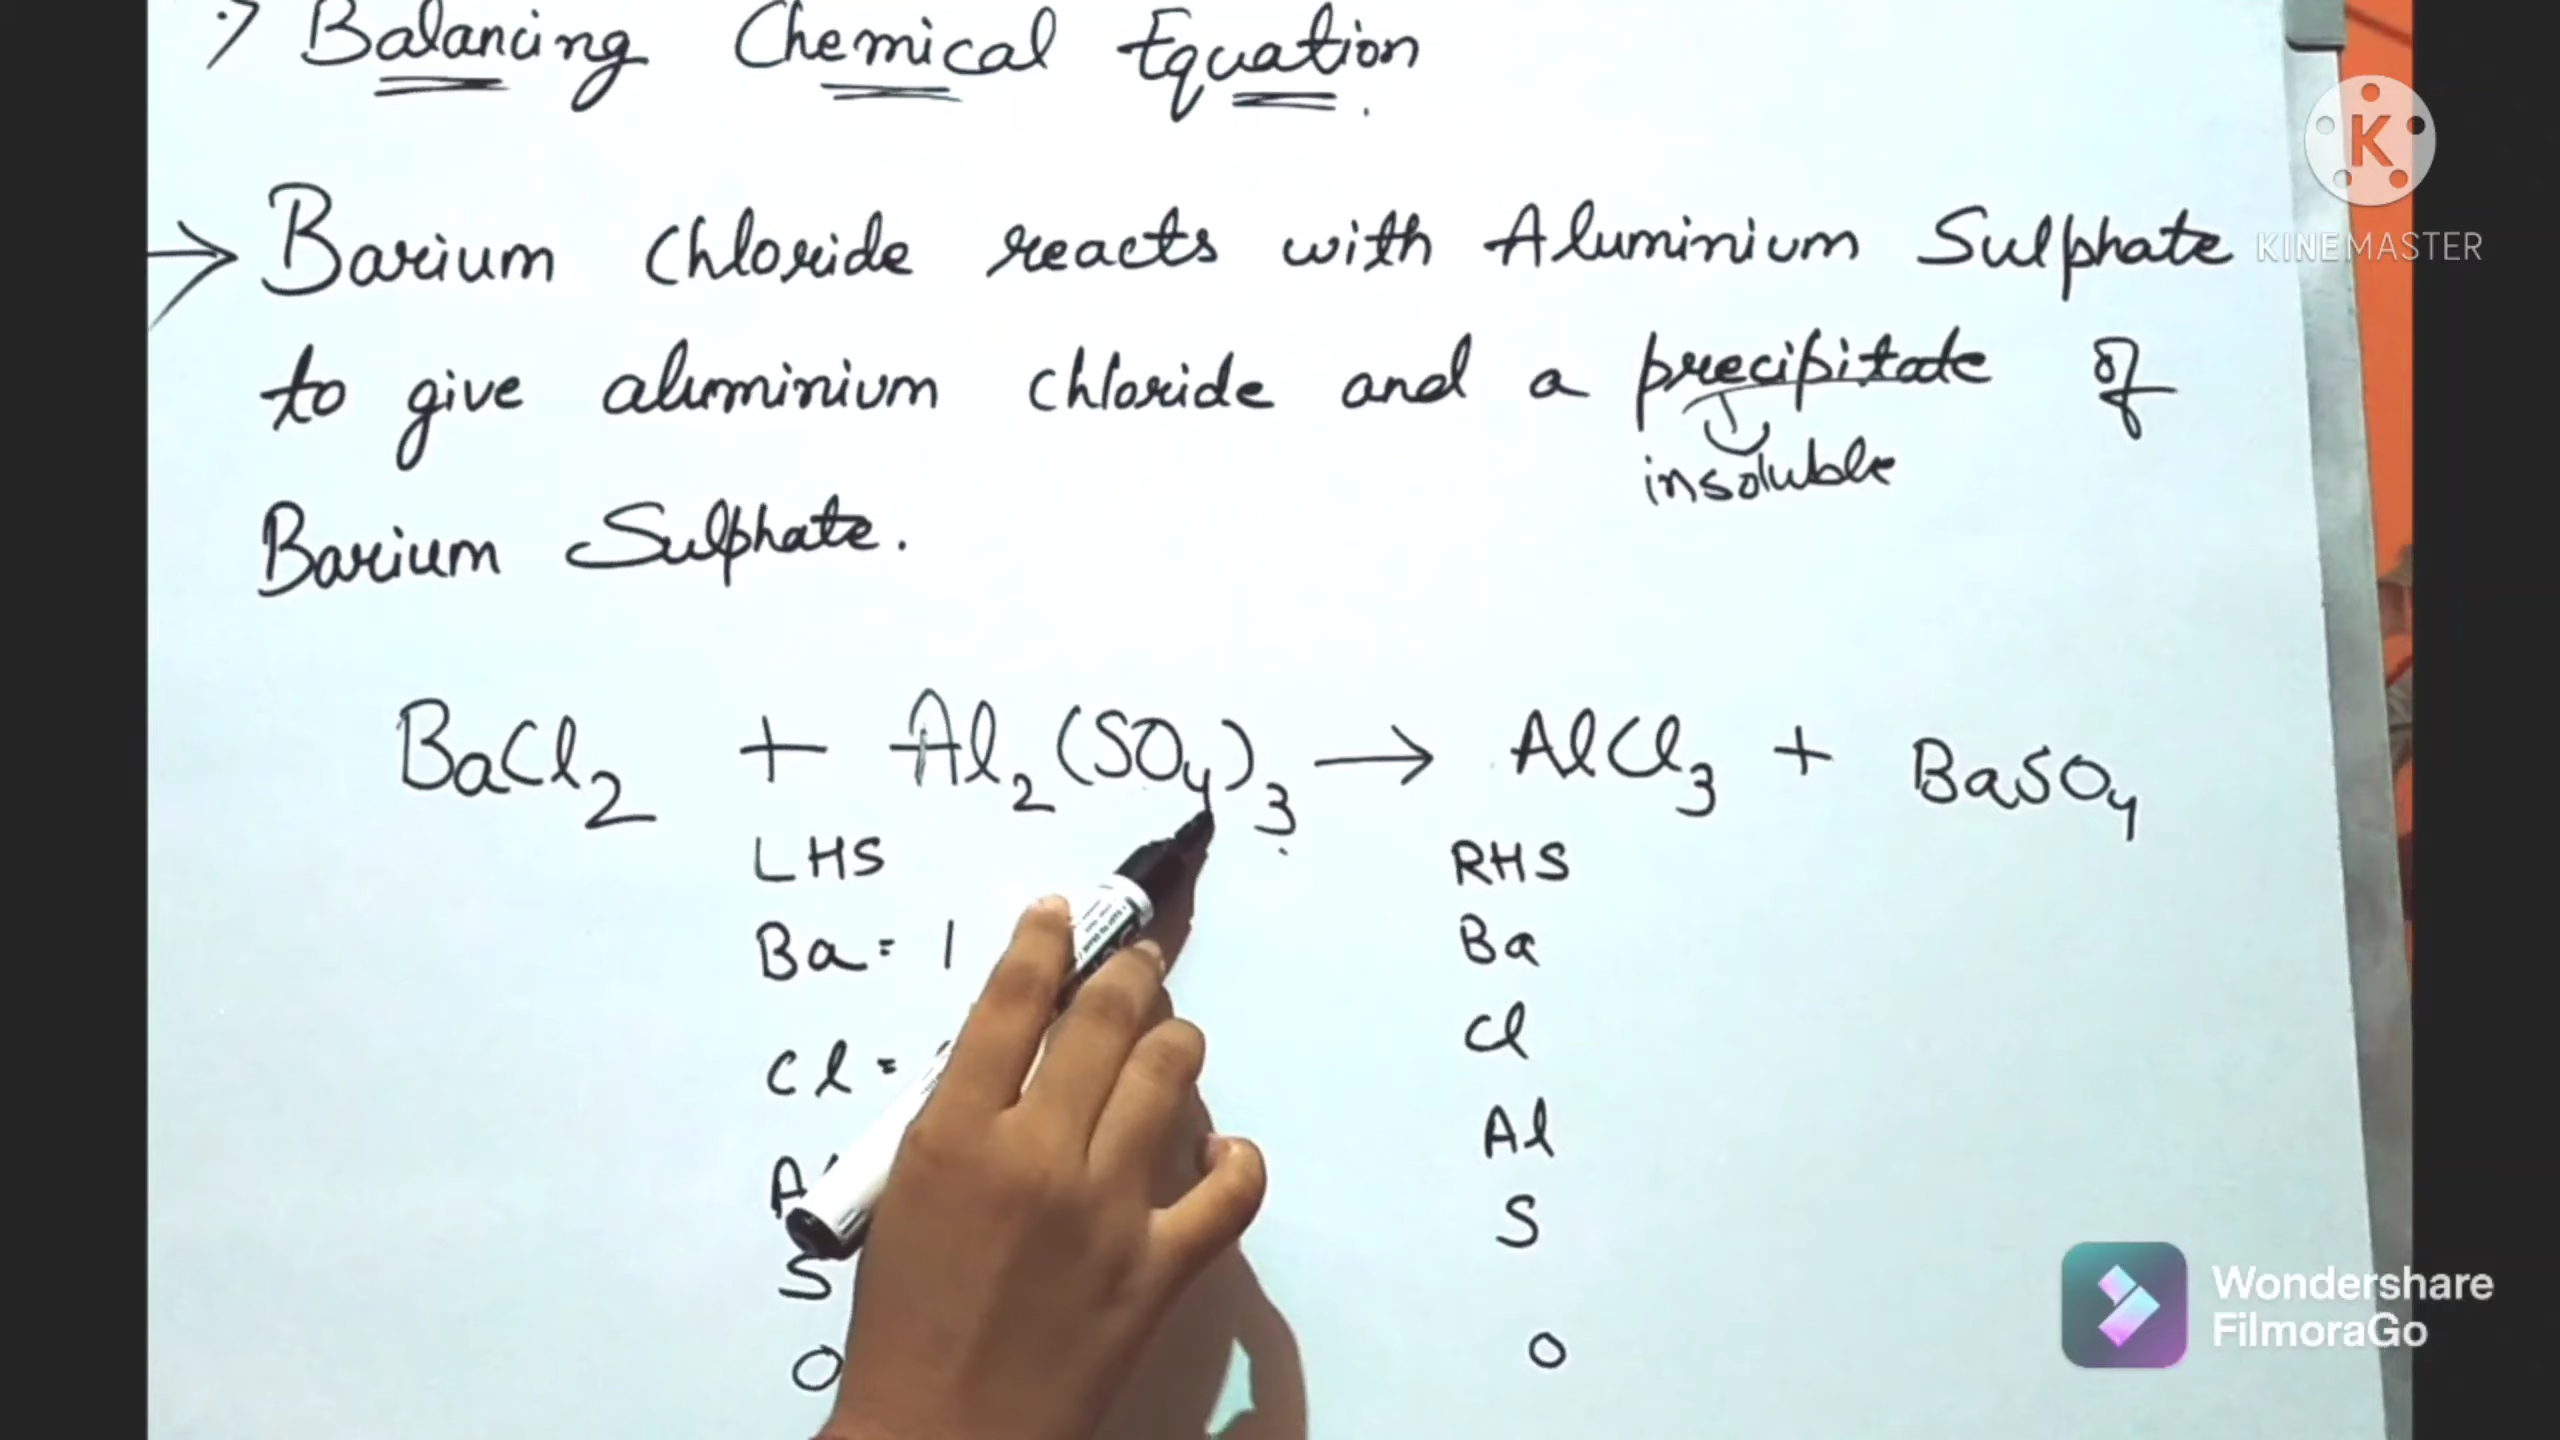 :> Balancing Chemical Equation.
→ Barium Chloride reacts with Aluminium Sulphate
to give aluminium chloride and a precipitate of
insoluble
Barium Sulphate.
BaCl₂ + Al₂(SO₄)₃ → AlCl₃ + BaSO₄
LHS RHS
Ba = 1 Ba
Cl = Cl
A Al
S S
O O
K
KINEMASTER
Wondershare
FilmoraGo